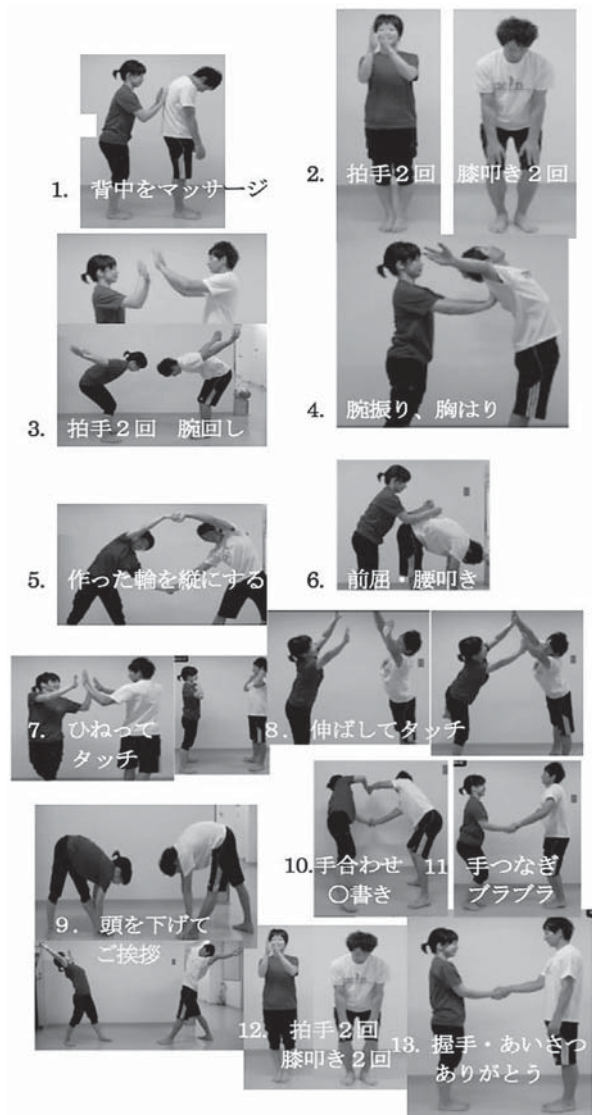 1. 背中をマッサージ
2. 拍手2回 膝叩き2回
3. 拍手2回 腕回し
4. 腕振り、胸はり
5. 作った輪を縦にする
6. 前屈・腰叩き
7. ひねって
タッチ
8. 伸ばしてタッチ
9. 頭を下げて
ご挨拶
10.手合わせ
○書き
11 手つなぎ
ブラブラ
12. 拍手2回
膝叩き2回
13. 握手・あいさつ
ありがとう